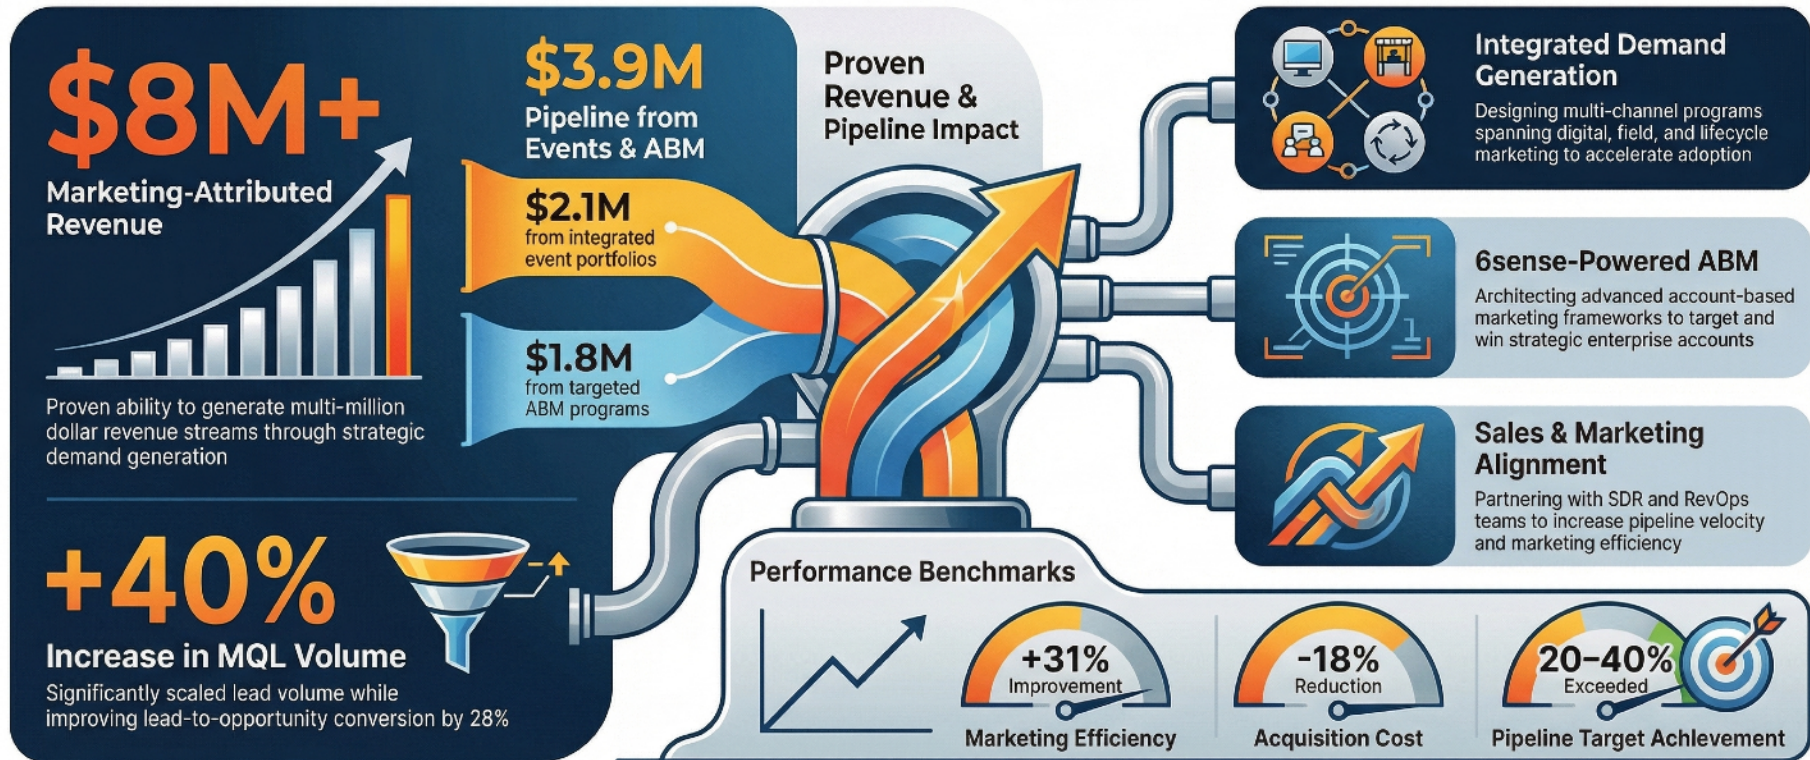 $8M+
Marketing-Attributed
Revenue
Proven ability to generate multi-million
dollar revenue streams through strategic
demand generation
+40%
Increase in MQL Volume
Significantly scaled lead volume while
improving lead-to-opportunity conversion by 28%
$3.9M
Pipeline from
Events & ABM
$2.1M
from integrated
event portfolios
$1.8M
from targeted
ABM programs
Proven
Revenue &
Pipeline Impact
Integrated Demand
Generation
Designing multi-channel programs
spanning digital, field, and lifecycle
marketing to accelerate adoption
1
6sense-Powered ABM
Architecting advanced account-based
marketing frameworks to target and
win strategic enterprise accounts
Sales & Marketing
Alignment
Partnering with SDR and RevOps
teams to increase pipeline velocity
and marketing efficiency
Performance Benchmarks
+31%
Improvement
Marketing Efficiency
-18%
Reduction
Acquisition Cost
20–40%
Exceeded
Pipeline Target Achlevement